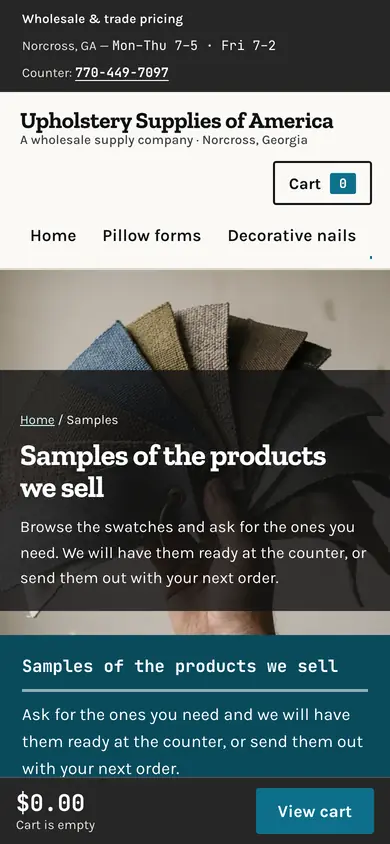 Wholesale & trade pricing
Norcross, GA — Mon–Thu 7–5 · Fri 7–2
Counter: 770-449-7097
Upholstery Supplies of America
A wholesale supply company · Norcross, Georgia
Cart 0
Home Pillow forms Decorative nails
Home / Samples
Samples of the products
we sell
Browse the swatches and ask for the ones you
need. We will have them ready at the counter, or
send them out with your next order.
Samples of the products we sell
Ask for the ones you need and we will have
them ready at the counter, or send them out
with your next order.
$0.00
Cart is empty
View cart